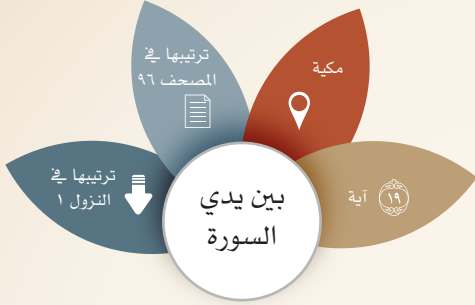 بين يدي
السورة
١٩ آية
مكية
ترتيبها في
المصحف ٩٦
ترتيبها في
النزول ١